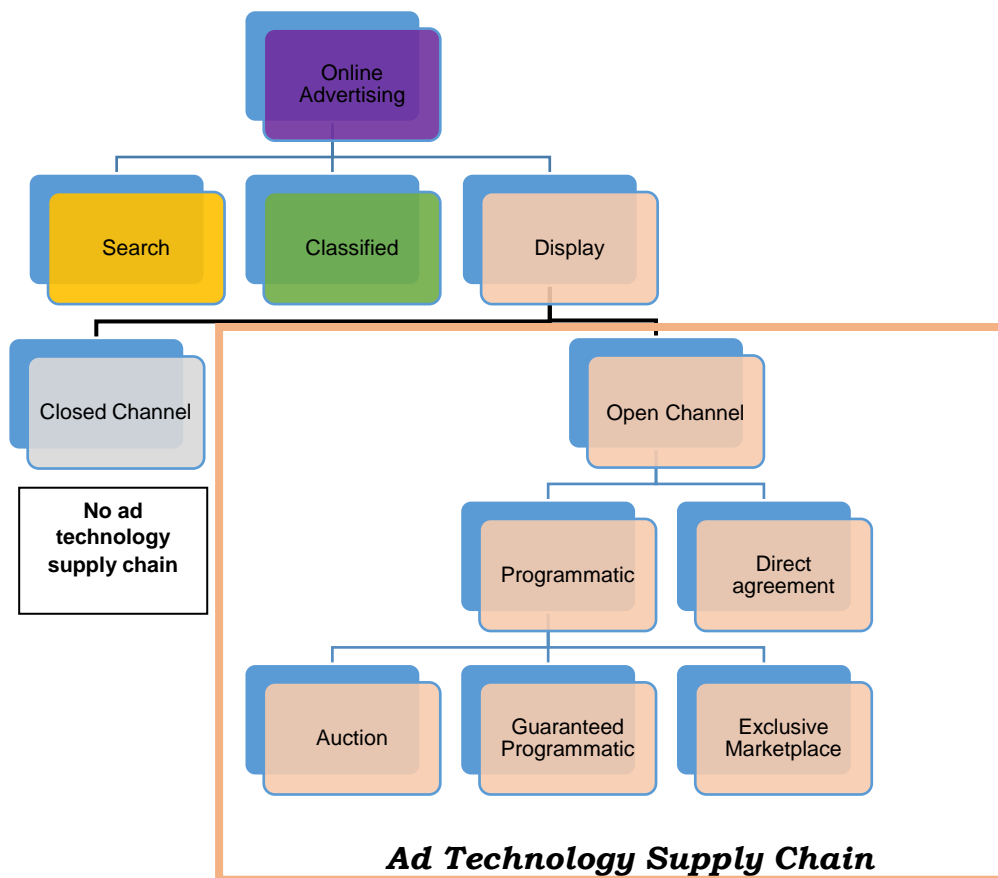 Online
Advertising
Search
Classified
Display
Closed Channel
Open Channel
No ad
technology
supply chain
Programmatic
Direct
agreement
Auction
Guaranteed
Programmatic
Exclusive
Marketplace
Ad Technology Supply Chain